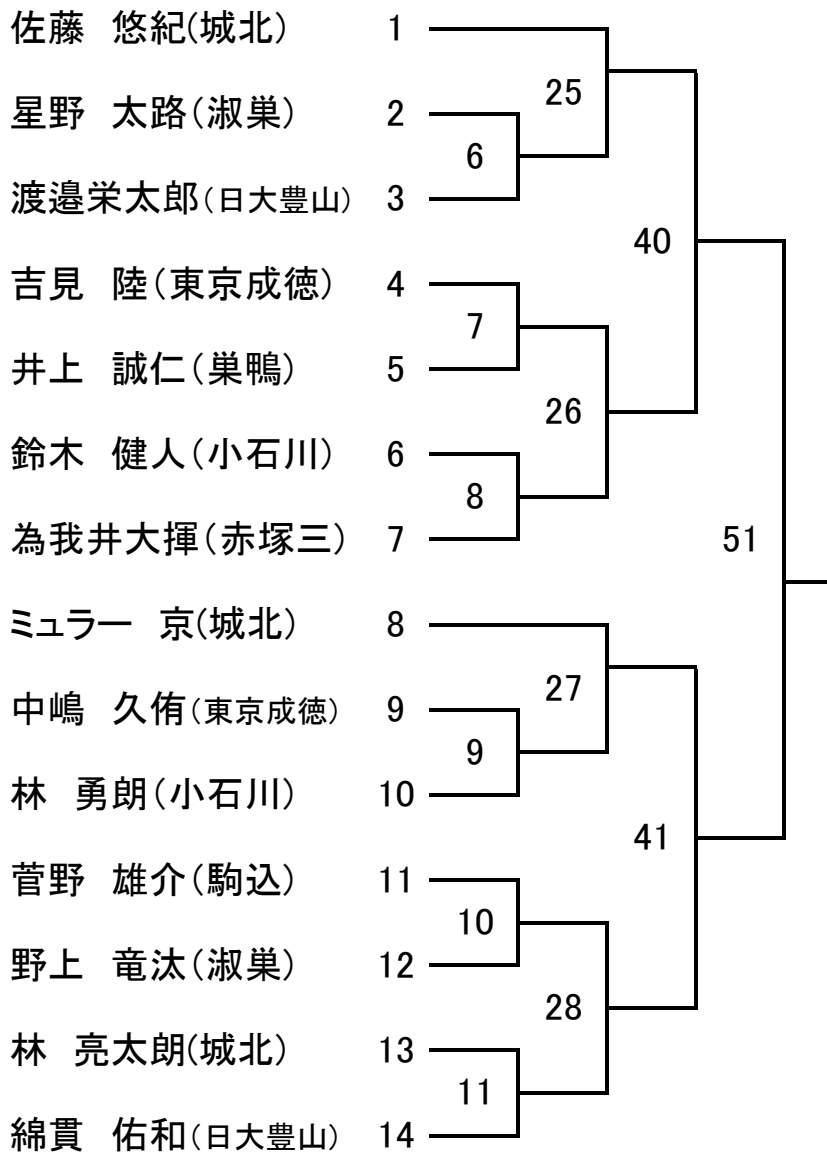 佐藤 悠紀(城北) 1
25
星野 太路(淑巣) 2
6
渡邉栄太郎(日大豊山) 3
40
吉見 陸(東京成徳) 4
7
井上 誠仁(巣鴨) 5
26
鈴木 健人(小石川) 6
8
為我井大揮(赤塚三) 7
51
ミュラー 京(城北) 8
27
中嶋 久侑(東京成徳) 9
9
林 勇朗(小石川) 10
41
菅野 雄介(駒込) 11
10
野上 竜汰(淑巣) 12
28
林 亮太朗(城北) 13
11
綿貫 佑和(日大豊山) 14